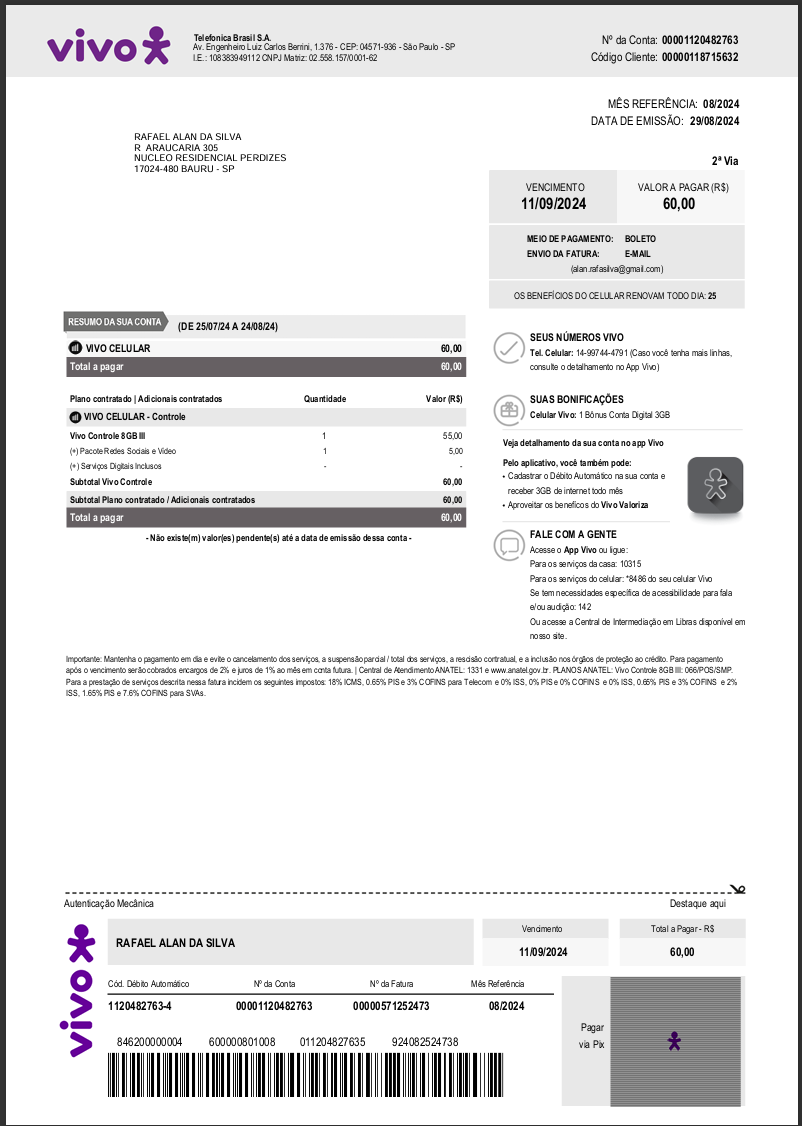 vivo
Telefonica Brasil S.A.
Av. Engenheiro Luiz Carlos Berrini, 1.376 - CEP: 04571-936 - São Paulo - SP
I.E.: 108383949112 CNPJ Matriz: 02.558.157/0001-62
Nº da Conta: 00001120482763
Código Cliente: 00000118715632
MÊS REFERÊNCIA: 08/2024
DATA DE EMISSÃO: 29/08/2024
RAFAEL ALAN DA SILVA
R ARAUCARIA 305
NUCLEO RESIDENCIAL PERDIZES
17024-480 BAURU - SP
2ª Via
VENCIMENTO VALOR A PAGAR (R$)
11/09/2024 60,00
MEIO DE PAGAMENTO: BOLETO
ENVIO DA FATURA: E-MAIL
(alan.rafasilva@gmail.com)
OS BENEFÍCIOS DO CELULAR RENOVAM TODO DIA: 25
RESUMO DA SUA CONTA (DE 25/07/24 A 24/08/24)
VIVO CELULAR 60,00
Total a pagar 60,00
Plano contratado | Adicionais contratados Quantidade Valor (R$)
VIVO CELULAR - Controle
Vivo Controle 8GB III 1 55,00
(+) Pacote Redes Sociais e Video 1 5,00
(+) Serviços Digitais Inclusos - -
Subtotal Vivo Controle 60,00
Subtotal Plano contratado / Adicionais contratados 60,00
Total a pagar 60,00
- Não existe(m) valor(es) pendente(s) até a data de emissão dessa conta -
SEUS NÚMEROS VIVO
Tel. Celular: 14-99744-4791 (Caso você tenha mais linhas,
consulte o detalhamento no App Vivo)
SUAS BONIFICAÇÕES
Celular Vivo: 1 Bônus Conta Digital 3GB
Veja detalhamento da sua conta no app Vivo
Pelo aplicativo, você também pode:
• Cadastrar o Débito Automático na sua conta e
receber 3GB de internet todo mês
• Aproveitar os benefícos do Vivo Valoriza
FALE COM A GENTE
Acesse o App Vivo ou ligue:
Para os serviços da casa: 10315
Para os serviços do celular: *8486 do seu celular Vivo
Se tem necessidades específica de acessibilidade para fala
e/ou audição: 142
Ou acesse a Central de Intermediação em Libras disponível em
nosso site.
Importante: Mantenha o pagamento em dia e evite o cancelamento dos serviços, a suspensão parcial / total dos serviços, a rescisão contratual, e a inclusão nos órgãos de proteção ao crédito. Para pagamento
após o vencimento serão cobrados encargos de 2% e juros de 1% ao mês em conta futura. | Central de Atendimento ANATEL: 1331 e www.anatel.gov.br. PLANOS ANATEL: Vivo Controle 8GB III: 066/POS/SMP.
Para a prestação de serviços descrita nessa fatura incidem os seguintes impostos: 18% ICMS, 0.65% PIS e 3% COFINS para Telecom e 0% ISS, 0% PIS e 0% COFINS e 0% ISS, 0.65% PIS e 3% COFINS e 2%
ISS, 1.65% PIS e 7.6% COFINS para SVAs.
Autenticação Mecânica Destaque aqui
vivo
RAFAEL ALAN DA SILVA
Vencimento Total a Pagar - R$
11/09/2024 60,00
Cód. Débito Automático Nº da Conta Nº da Fatura Mês Referência
1120482763-4 00001120482763 00000571252473 08/2024
846200000004 600000801008 011204827635 924082524738
Pagar
via Pix